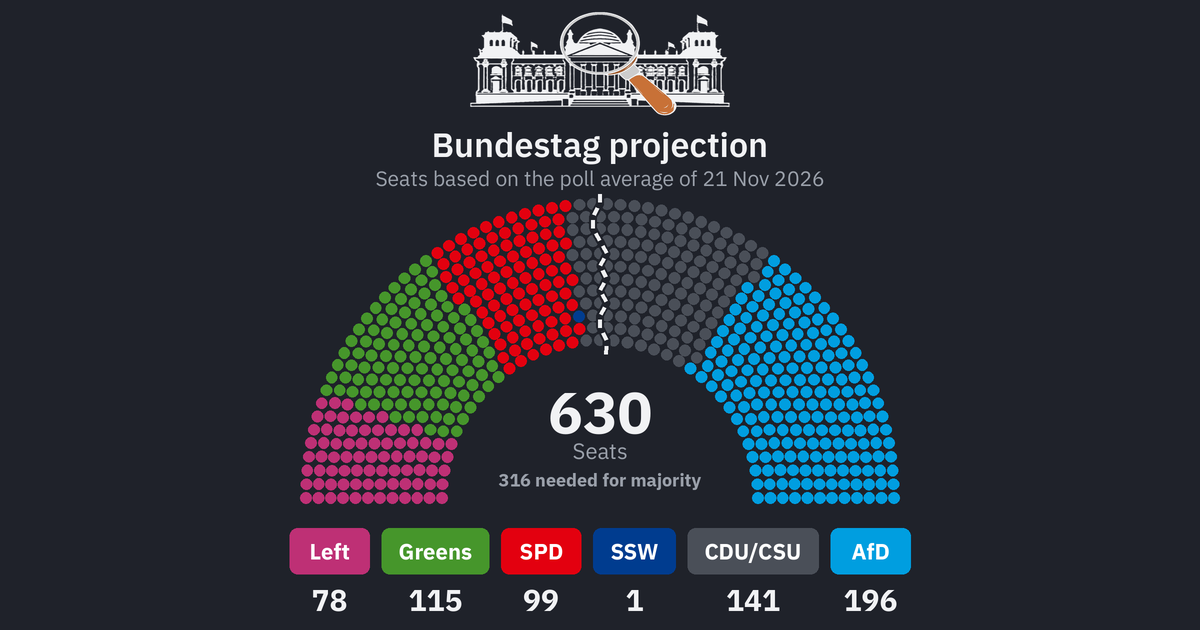 Bundestag projection
Seats based on the poll average of 21 Nov 2026
630
Seats
316 needed for majority
Left Greens SPD SSW CDU/CSU AfD
78 115 99 1 141 196